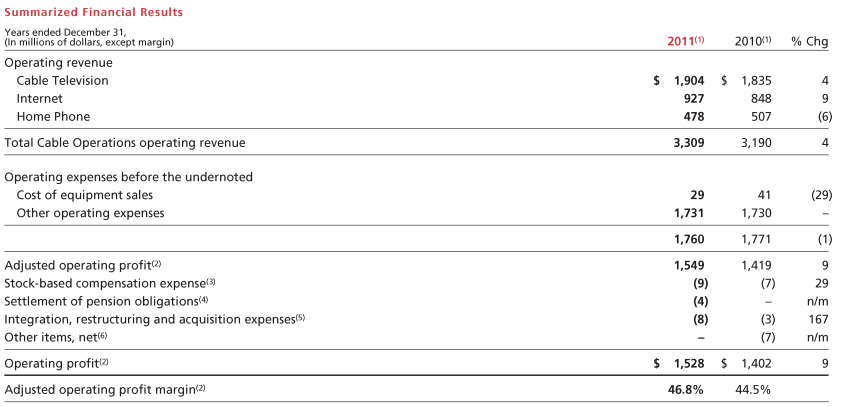 Summarized Financial Results
Years ended December 31,
(In millions of dollars, except margin) 2011(1) 2010(1) % Chg
Operating revenue
Cable Television $ 1,904 $ 1,835 4
Internet 927 848 9
Home Phone 478 507 (6)
Total Cable Operations operating revenue 3,309 3,190 4
Operating expenses before the undernoted
Cost of equipment sales 29 41 (29)
Other operating expenses 1,731 1,730 –
1,760 1,771 (1)
Adjusted operating profit(2) 1,549 1,419 9
Stock-based compensation expense(3) (9) (7) 29
Settlement of pension obligations(4) (4) – n/m
Integration, restructuring and acquisition expenses(5) (8) (3) 167
Other items, net(6) – (7) n/m
Operating profit(2) $ 1,528 $ 1,402 9
Adjusted operating profit margin(2) 46.8% 44.5%